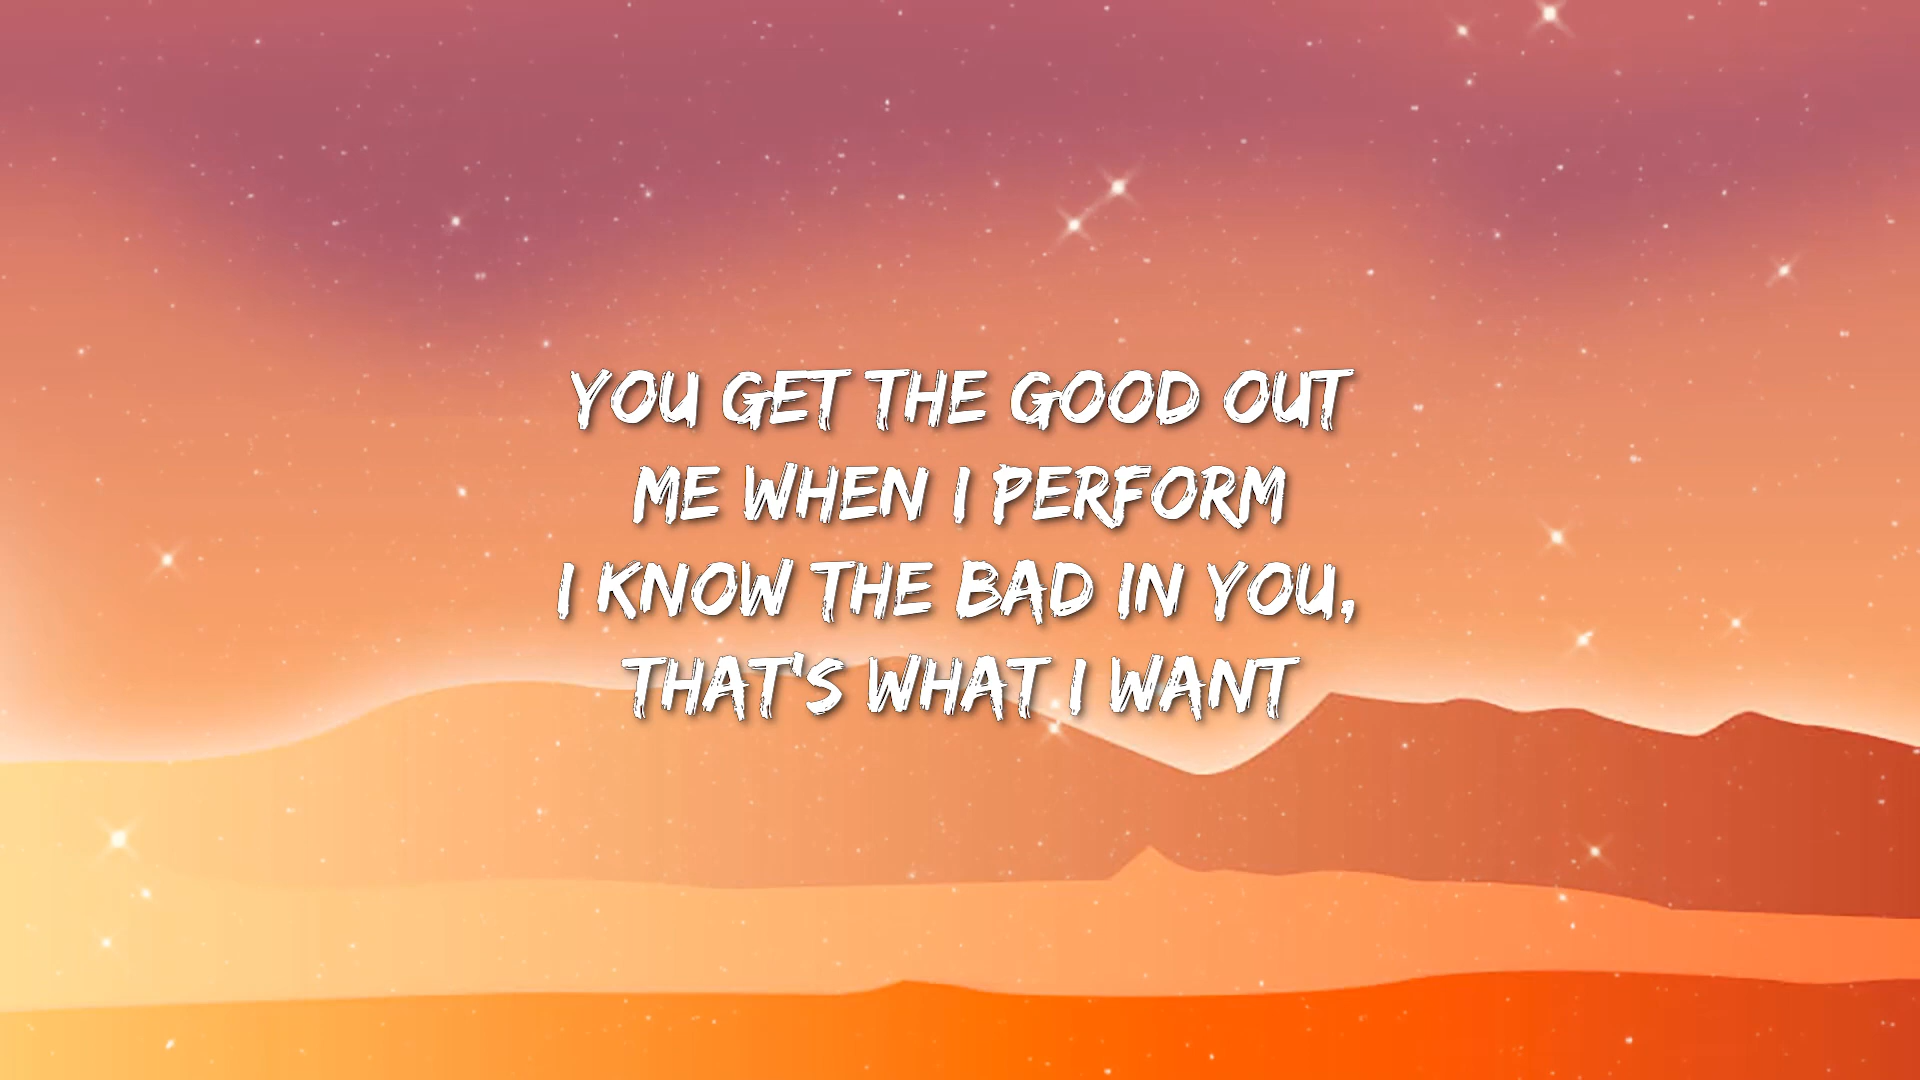 YOU GET THE GOOD OUT
ME WHEN I PERFORM
I KNOW THE BAD IN YOU,
THAT'S WHAT I WANT